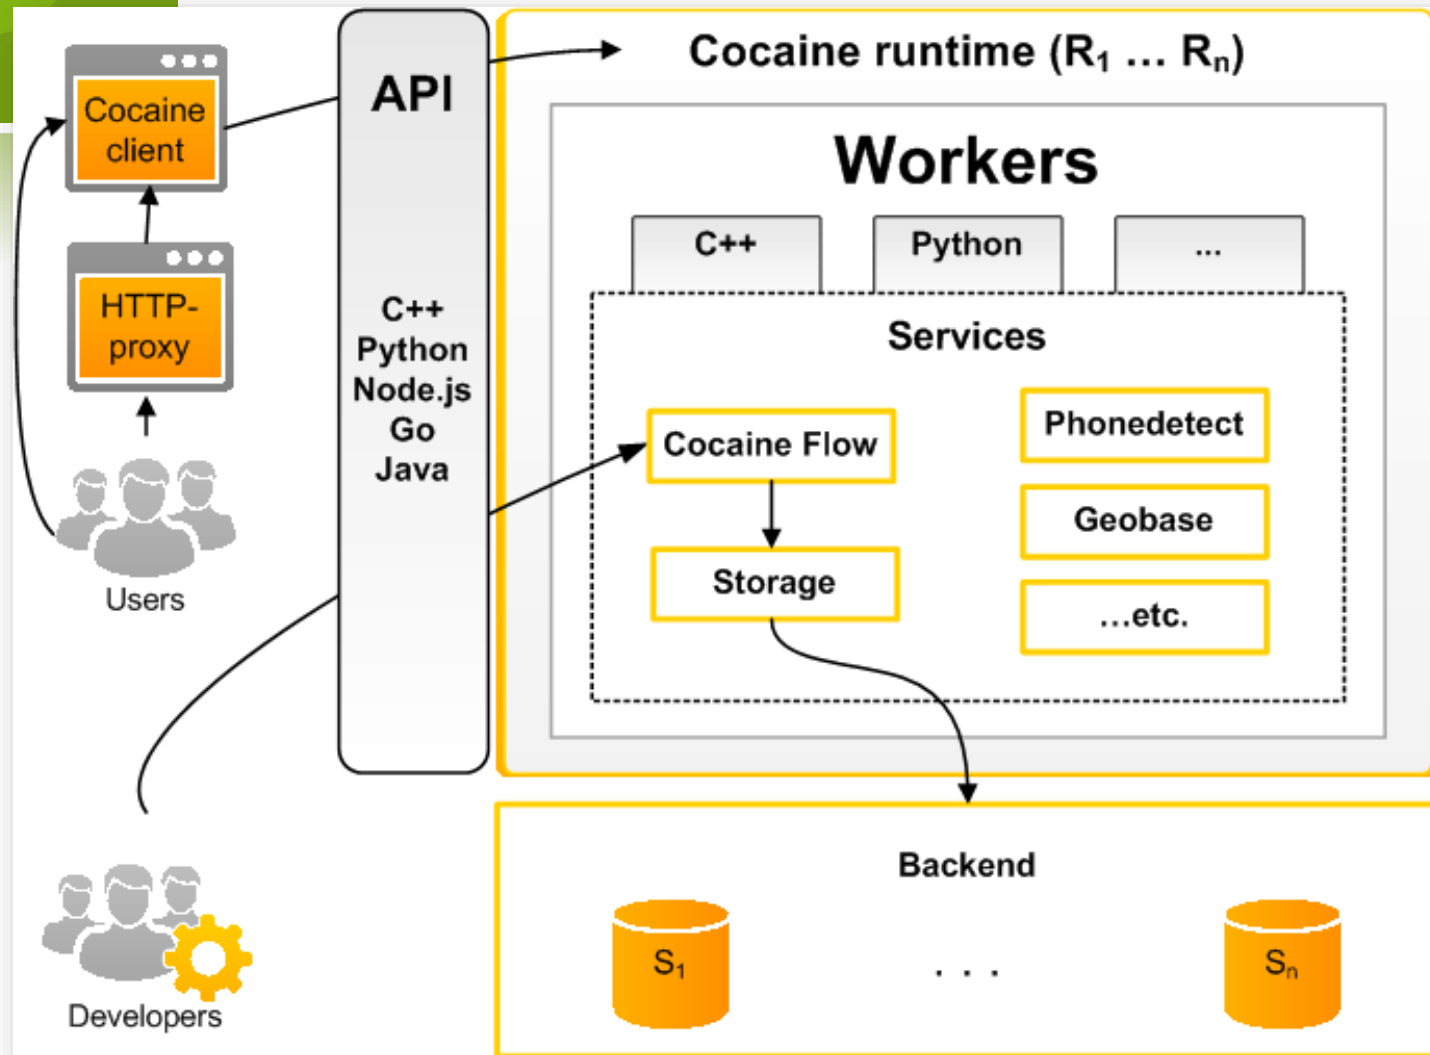 Cocaine
client
HTTP-
proxy
Users
Developers
API
C++
Python
Node.js
Go
Java
Cocaine runtime (R₁ ... Rₙ)
Workers
C++
Python
...
Services
Cocaine Flow
Storage
Phonedetect
Geobase
...etc.
Backend
S₁
. . .
Sₙ